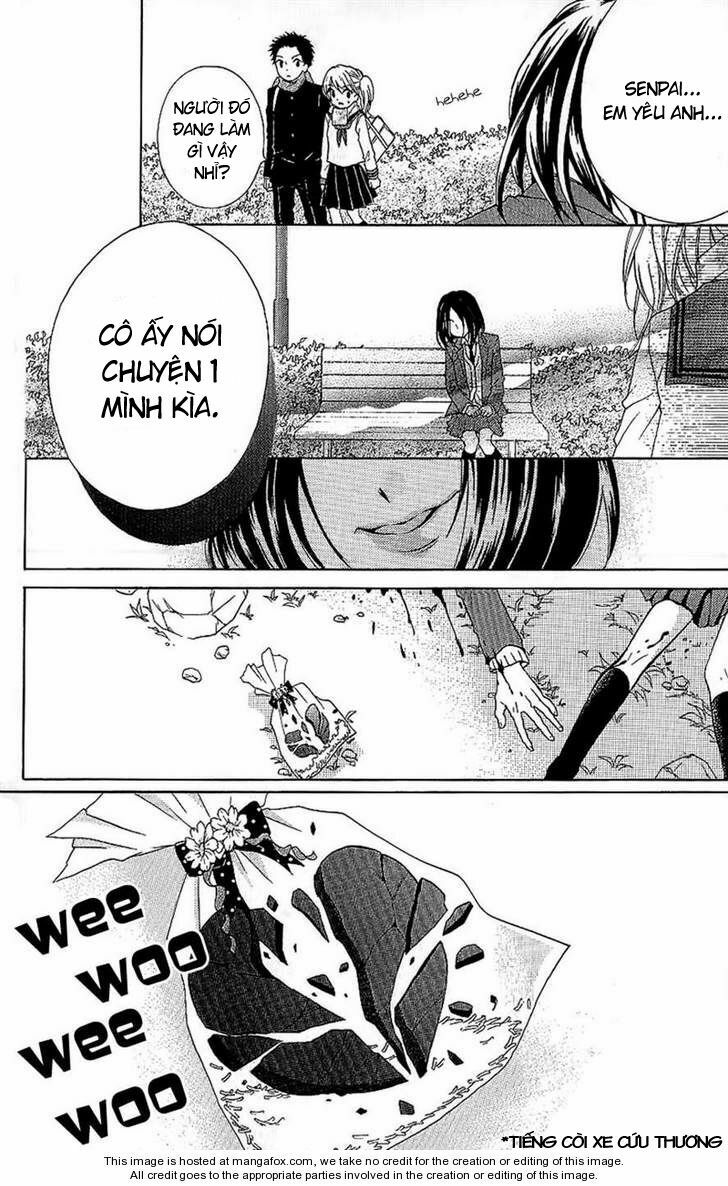 SENPAI...
EM YÊU ANH...
hehehe
NGƯỜI ĐÓ
ĐANG LÀM
GÌ VẬY
NHỈ?
CÔ ẤY NÓI
CHUYỆN 1
MÌNH KÌA.
wee
woo
wee
woo
*TIẾNG CÒI XE CỨU THƯƠNG
This image is hosted at mangafox.com, we take no credit for the creation or editing of this image.
All credit goes to the appropriate parties involved in the creation or editing of this image.